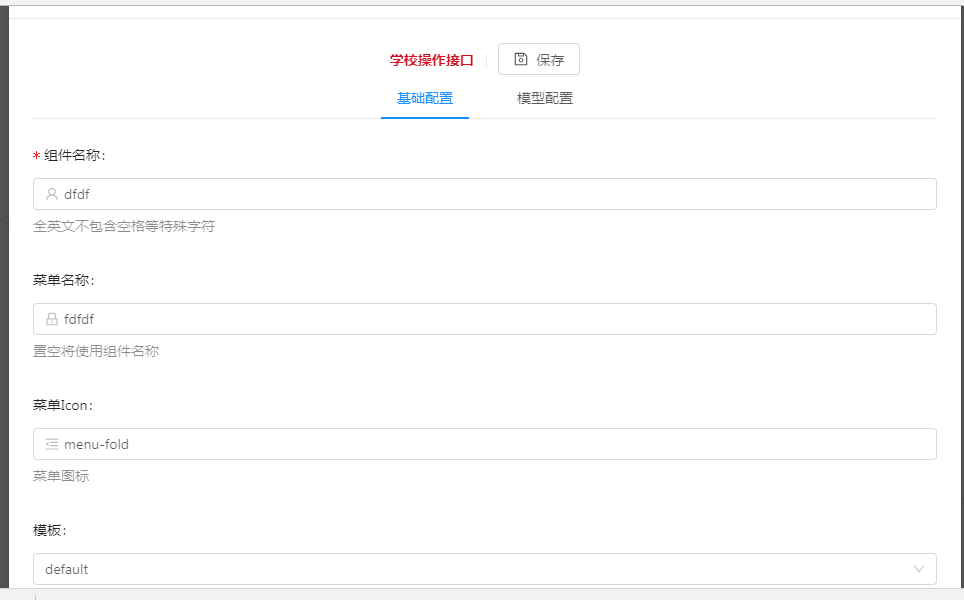 学校操作接口 保存
基础配置 模型配置
* 组件名称:
dfdf
全英文不包含空格等特殊字符
菜单名称:
fdfdf
置空将使用组件名称
菜单Icon:
menu-fold
菜单图标
模板:
default